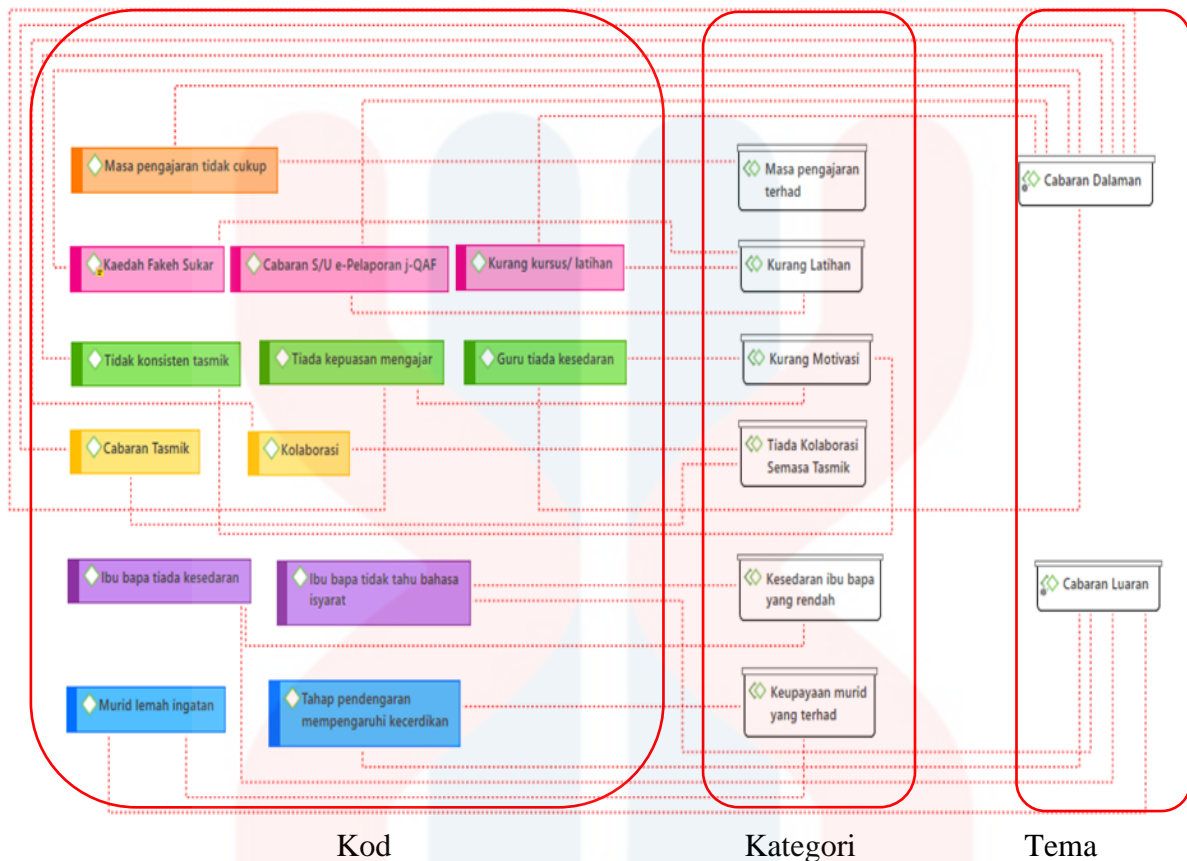 Masa pengajaran tidak cukup
Masa pengajaran
terhad
Cabaran Dalaman
Kaedah Fakeh Sukar
Cabaran S/U e-Pelaporan j-QAF
Kurang kursus/ latihan
Kurang Latihan
Tidak konsisten tasmik
Tiada kepuasan mengajar
Guru tiada kesedaran
Kurang Motivasi
Cabaran Tasmik
Kolaborasi
Tiada Kolaborasi
Semasa Tasmik
Ibu bapa tiada kesedaran
Ibu bapa tidak tahu bahasa
isyarat
Kesedaran ibu bapa
yang rendah
Cabaran Luaran
Murid lemah ingatan
Tahap pendengaran
mempengaruhi kecerdikan
Keupayaan murid
yang terhad
Kod
Kategori
Tema